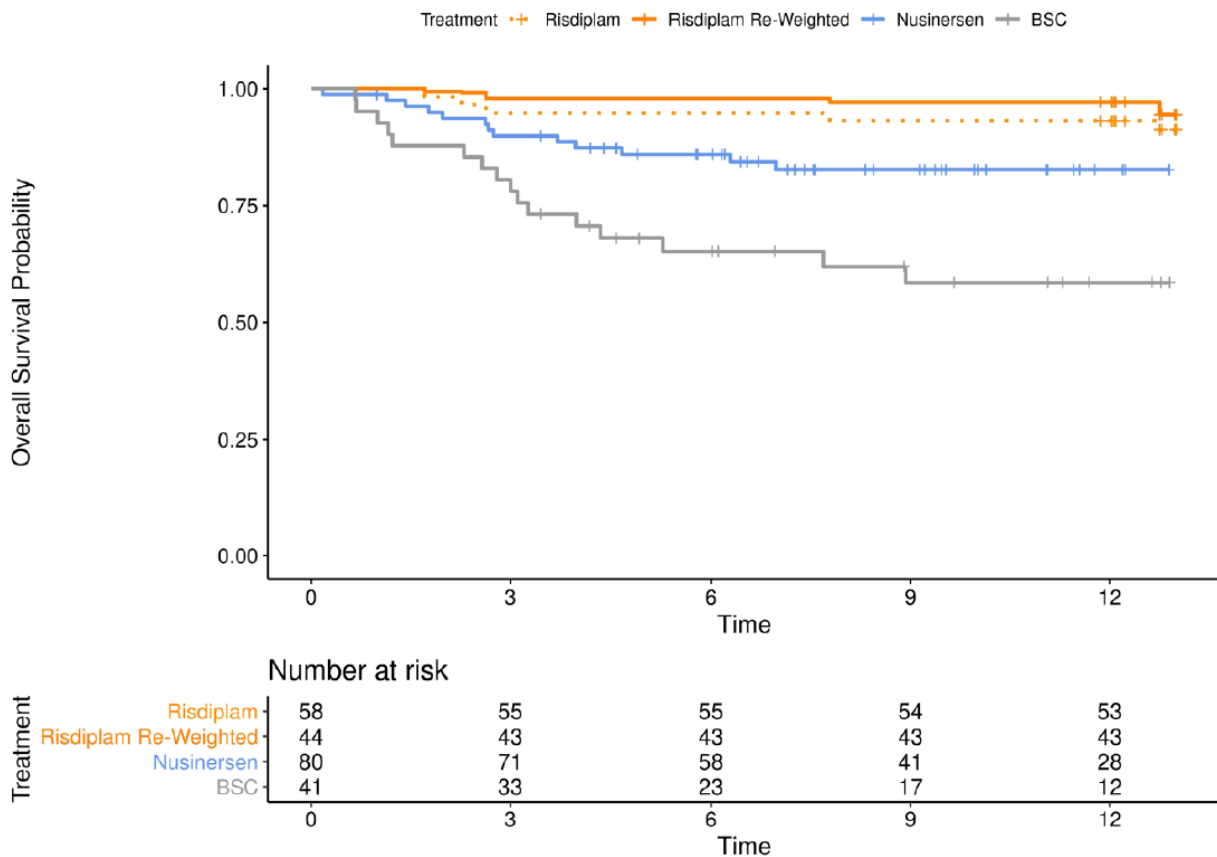 Treatment Risdiplam Risdiplam Re-Weighted Nusinersen BSC
Overall Survival Probability
1.00
0.75
0.50
0.25
0.00
0 3 6 9 12
Time
Number at risk
Treatment
Risdiplam 58 55 55 54 53
Risdiplam Re-Weighted 44 43 43 43 43
Nusinersen 80 71 58 41 28
BSC 41 33 23 17 12
0 3 6 9 12
Time